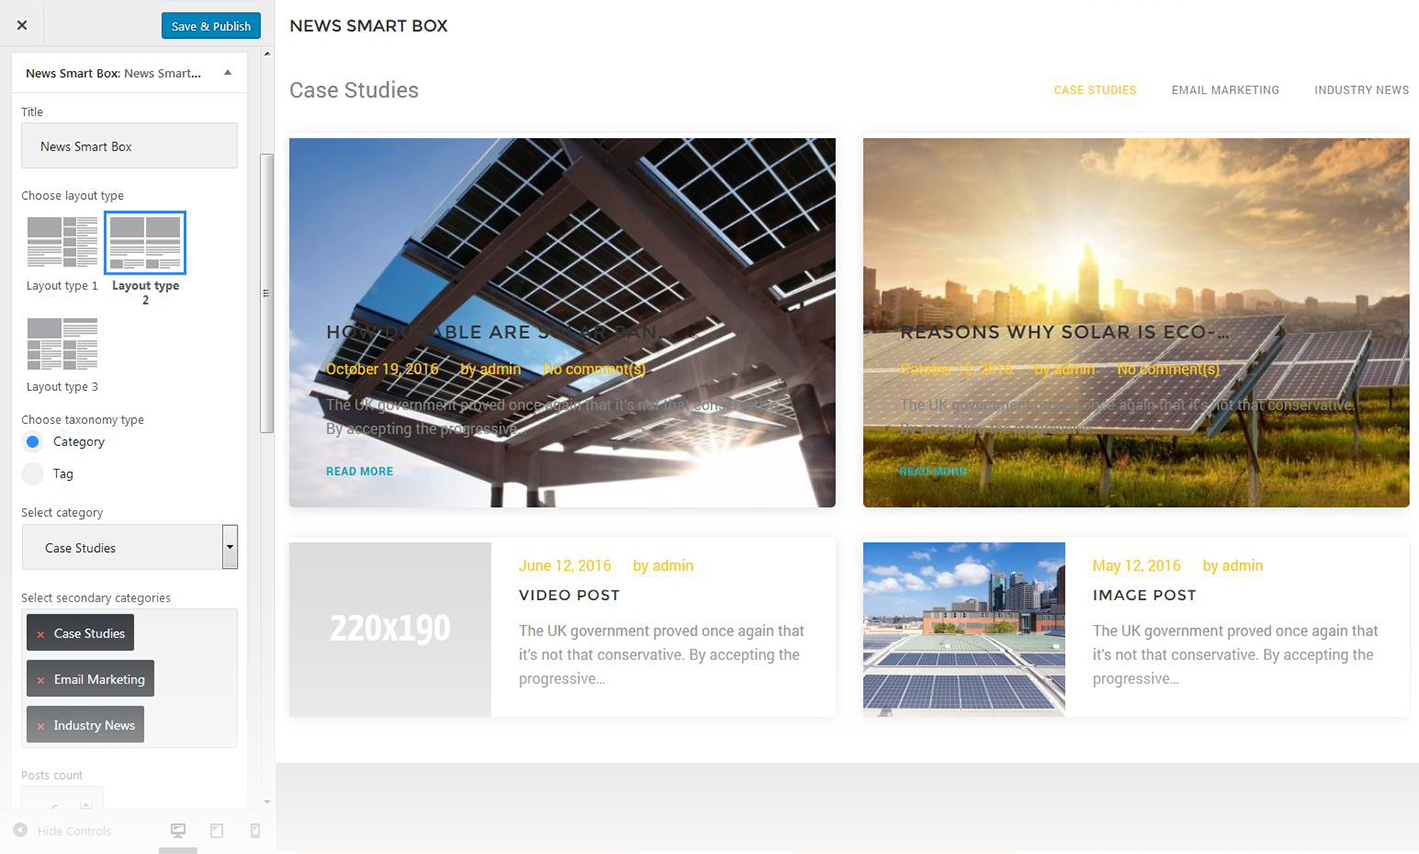 Save & Publish
News Smart Box: News Smart...
Title
News Smart Box
Choose layout type
Layout type 1
Layout type
2
Layout type 3
Choose taxonomy type
Category
Tag
Select category
Case Studies
Select secondary categories
× Case Studies
× Email Marketing
× Industry News
Posts count
Hide Controls
NEWS SMART BOX
Case Studies
CASE STUDIES
EMAIL MARKETING
INDUSTRY NEWS
HOW DURABLE ARE SOLAR PAN...
October 19, 2016 by admin No comment(s)
The UK government proved once again that it's not that conservative.
By accepting the progressive...
READ MORE
REASONS WHY SOLAR IS ECO-...
October 12, 2016 by admin No comment(s)
The UK government proved once again that it's not that conservative.
By accepting the progressive...
READ MORE
220x190
June 12, 2016 by admin
VIDEO POST
The UK government proved once again that
it's not that conservative. By accepting the
progressive...
May 12, 2016 by admin
IMAGE POST
The UK government proved once again that
it's not that conservative. By accepting the
progressive...